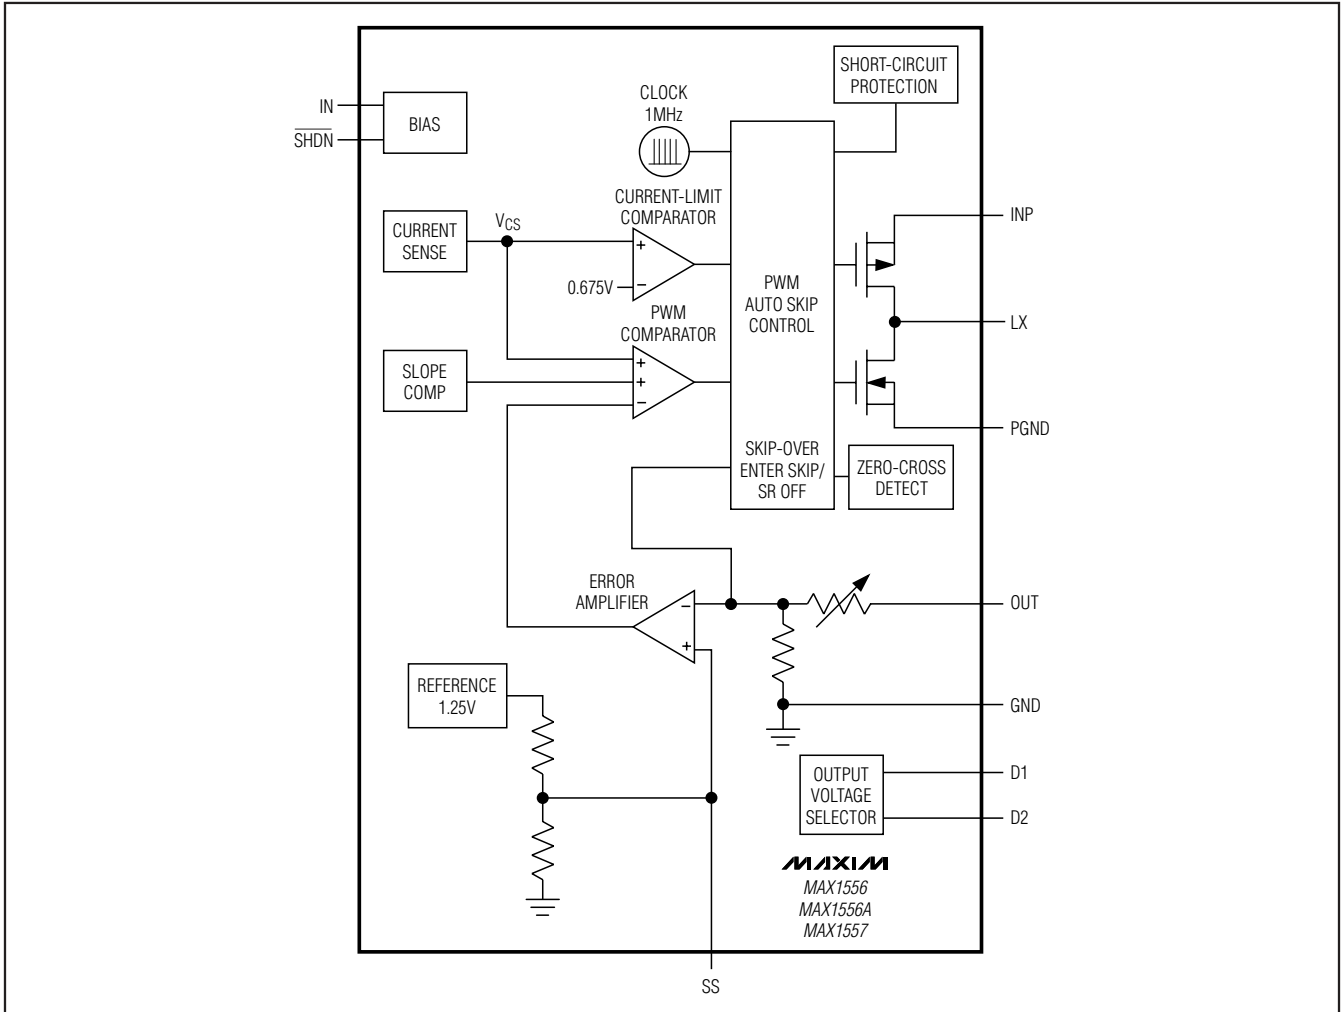 SHORT-CIRCUIT
PROTECTION
CLOCK
1MHz
IN
SHDN
BIAS
CURRENT-LIMIT
COMPARATOR
CURRENT
SENSE
VCS
+
−
0.675V
INP
PWM
AUTO SKIP
CONTROL
LX
PWM
COMPARATOR
SLOPE
COMP
+
+
−
PGND
SKIP-OVER
ENTER SKIP/
SR OFF
ZERO-CROSS
DETECT
ERROR
AMPLIFIER
−
+
OUT
REFERENCE
1.25V
GND
OUTPUT
VOLTAGE
SELECTOR
D1
D2
MAXIM
MAX1556
MAX1556A
MAX1557
SS